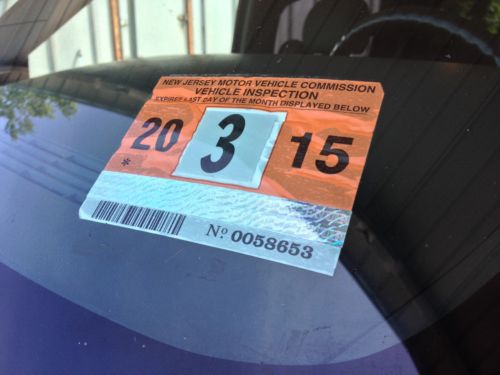 NEW JERSEY MOTOR VEHICLE COMMISSION
VEHICLE INSPECTION
EXPIRES LAST DAY OF THE MONTH DISPLAYED BELOW
20 3 15
*
Nº 0058653